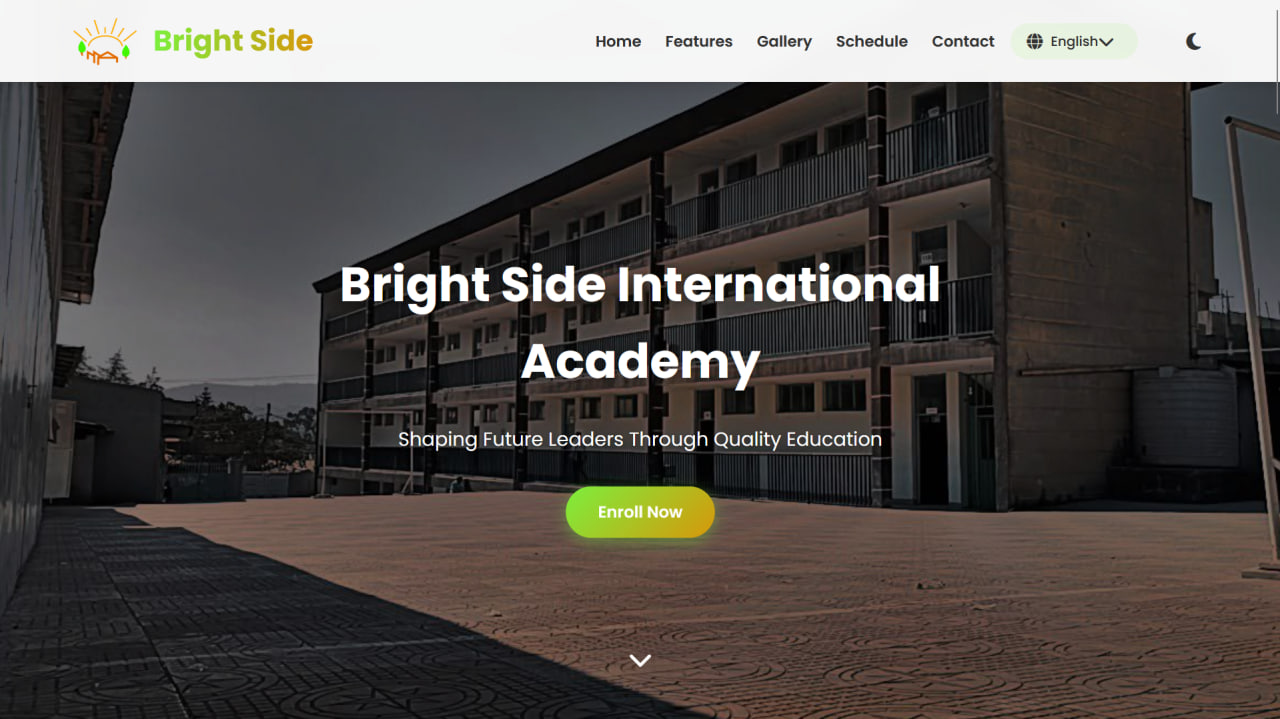 Bright Side
Home Features Gallery Schedule Contact English
Bright Side International
Academy
Shaping Future Leaders Through Quality Education
Enroll Now